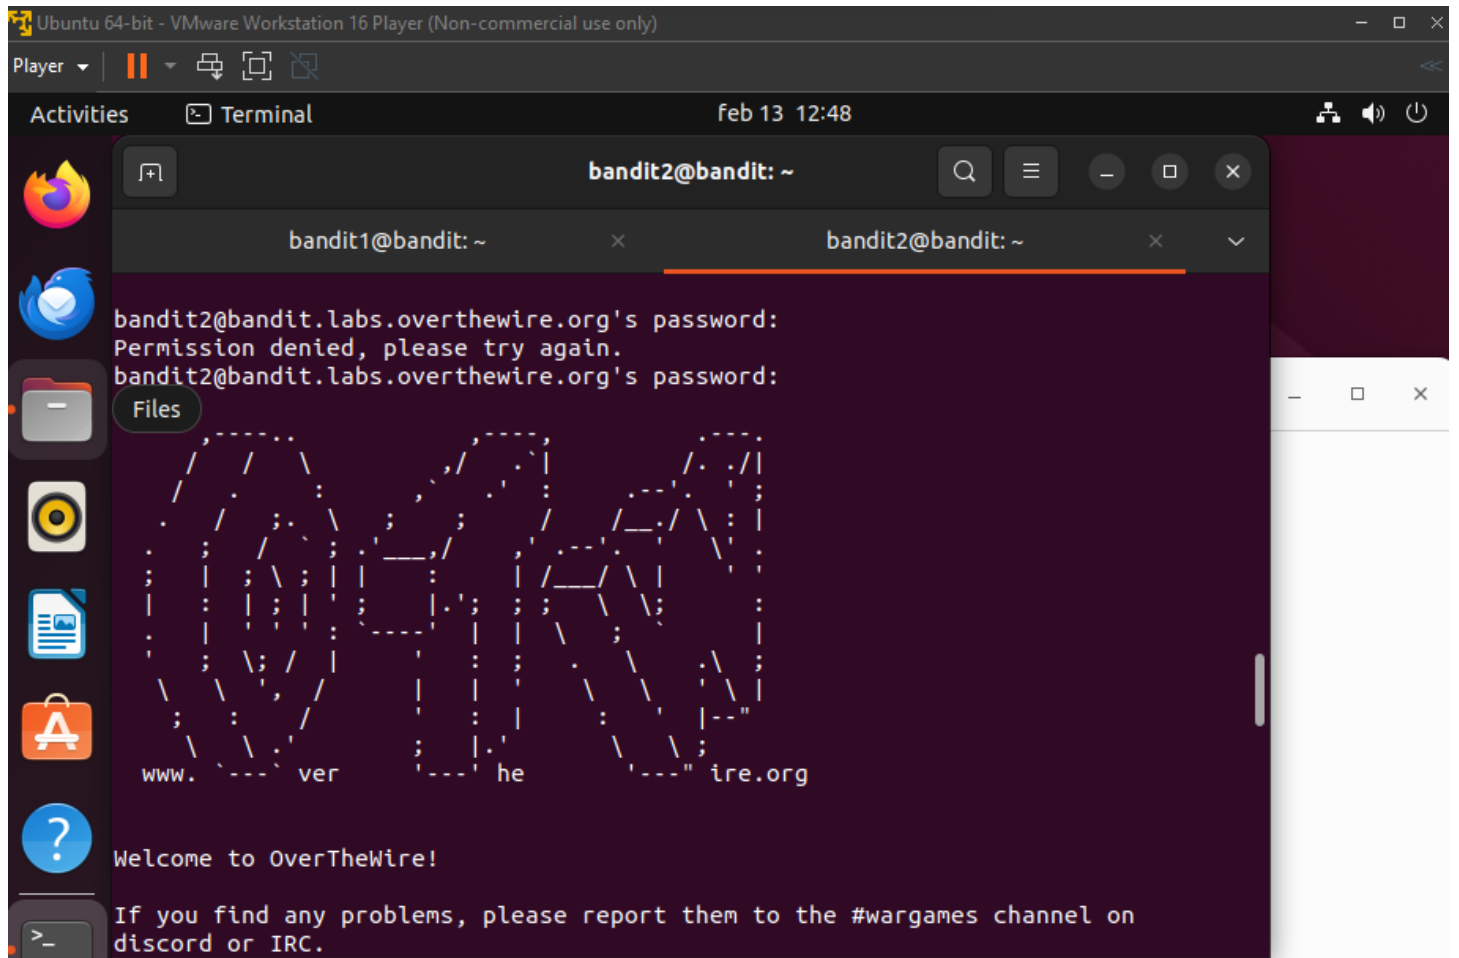 Ubuntu 64-bit - VMware Workstation 16 Player (Non-commercial use only)
Player
Activities
Terminal
feb 13 12:48
bandit2@bandit: ~
bandit1@bandit: ~
bandit2@bandit: ~
bandit2@bandit.labs.overthewire.org's password:
Permission denied, please try again.
bandit2@bandit.labs.overthewire.org's password:
Files
www. `---` ver '---' he '---" ire.org
Welcome to OverTheWire!
If you find any problems, please report them to the #wargames channel on
discord or IRC.